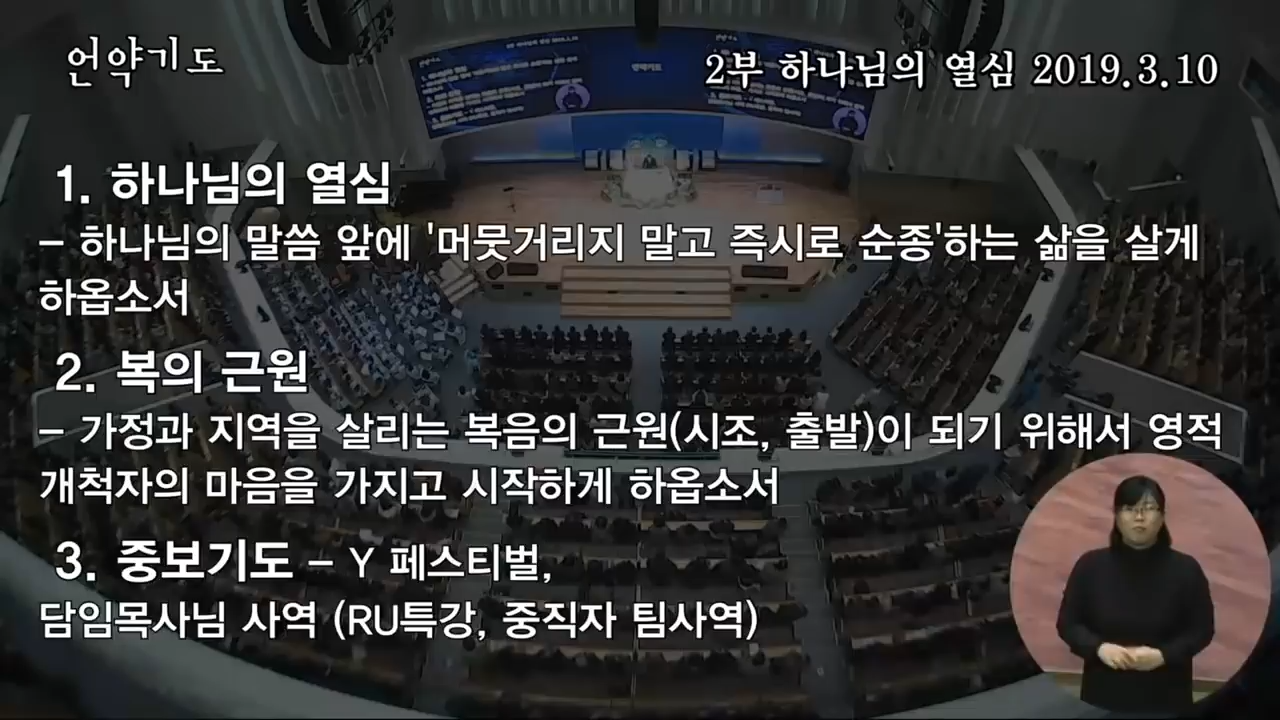 언약기도
2부 하나님의 열심 2019.3.10
1. 하나님의 열심
– 하나님의 말씀 앞에 '머뭇거리지 말고 즉시로 순종'하는 삶을 살게
하옵소서
2. 복의 근원
– 가정과 지역을 살리는 복음의 근원(시조, 출발)이 되기 위해서 영적
개척자의 마음을 가지고 시작하게 하옵소서
3. 중보기도 – Y 페스티벌,
담임목사님 사역 (RU특강, 중직자 팀사역)